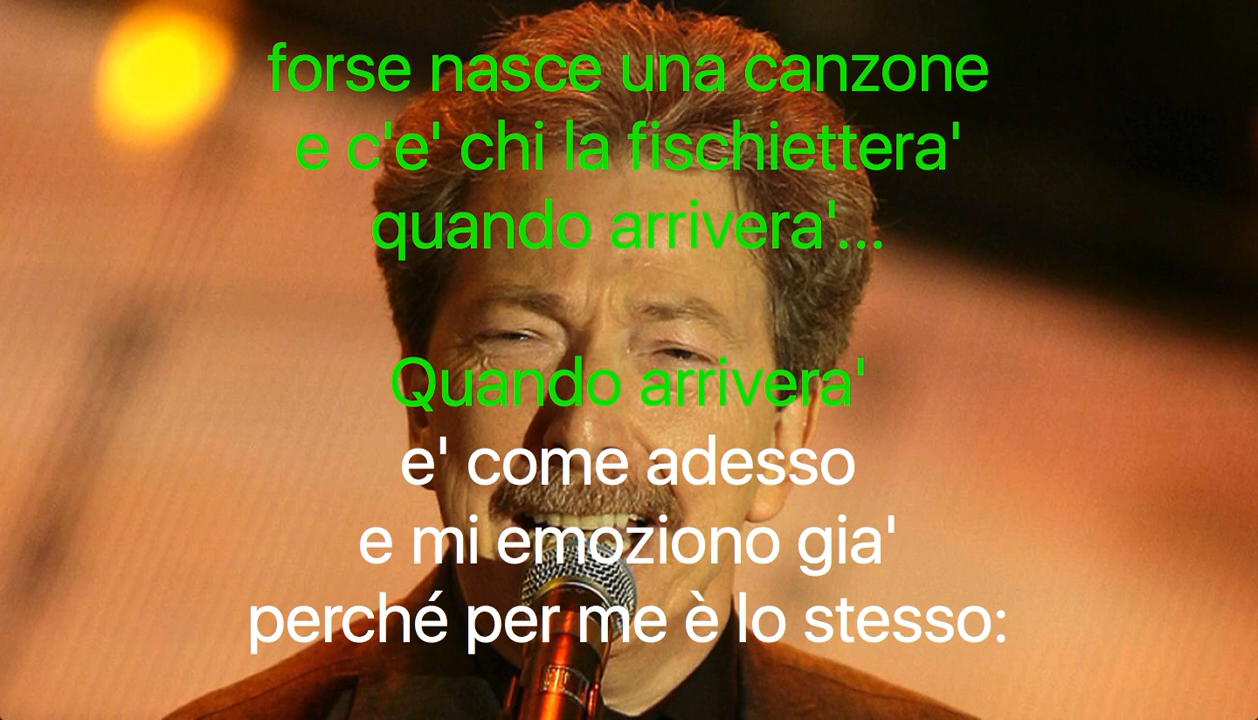 forse nasce una canzone
e c'e' chi la fischiettera'
quando arrivera'...
Quando arrivera'
e' come adesso
e mi emoziono gia'
perché per me è lo stesso: